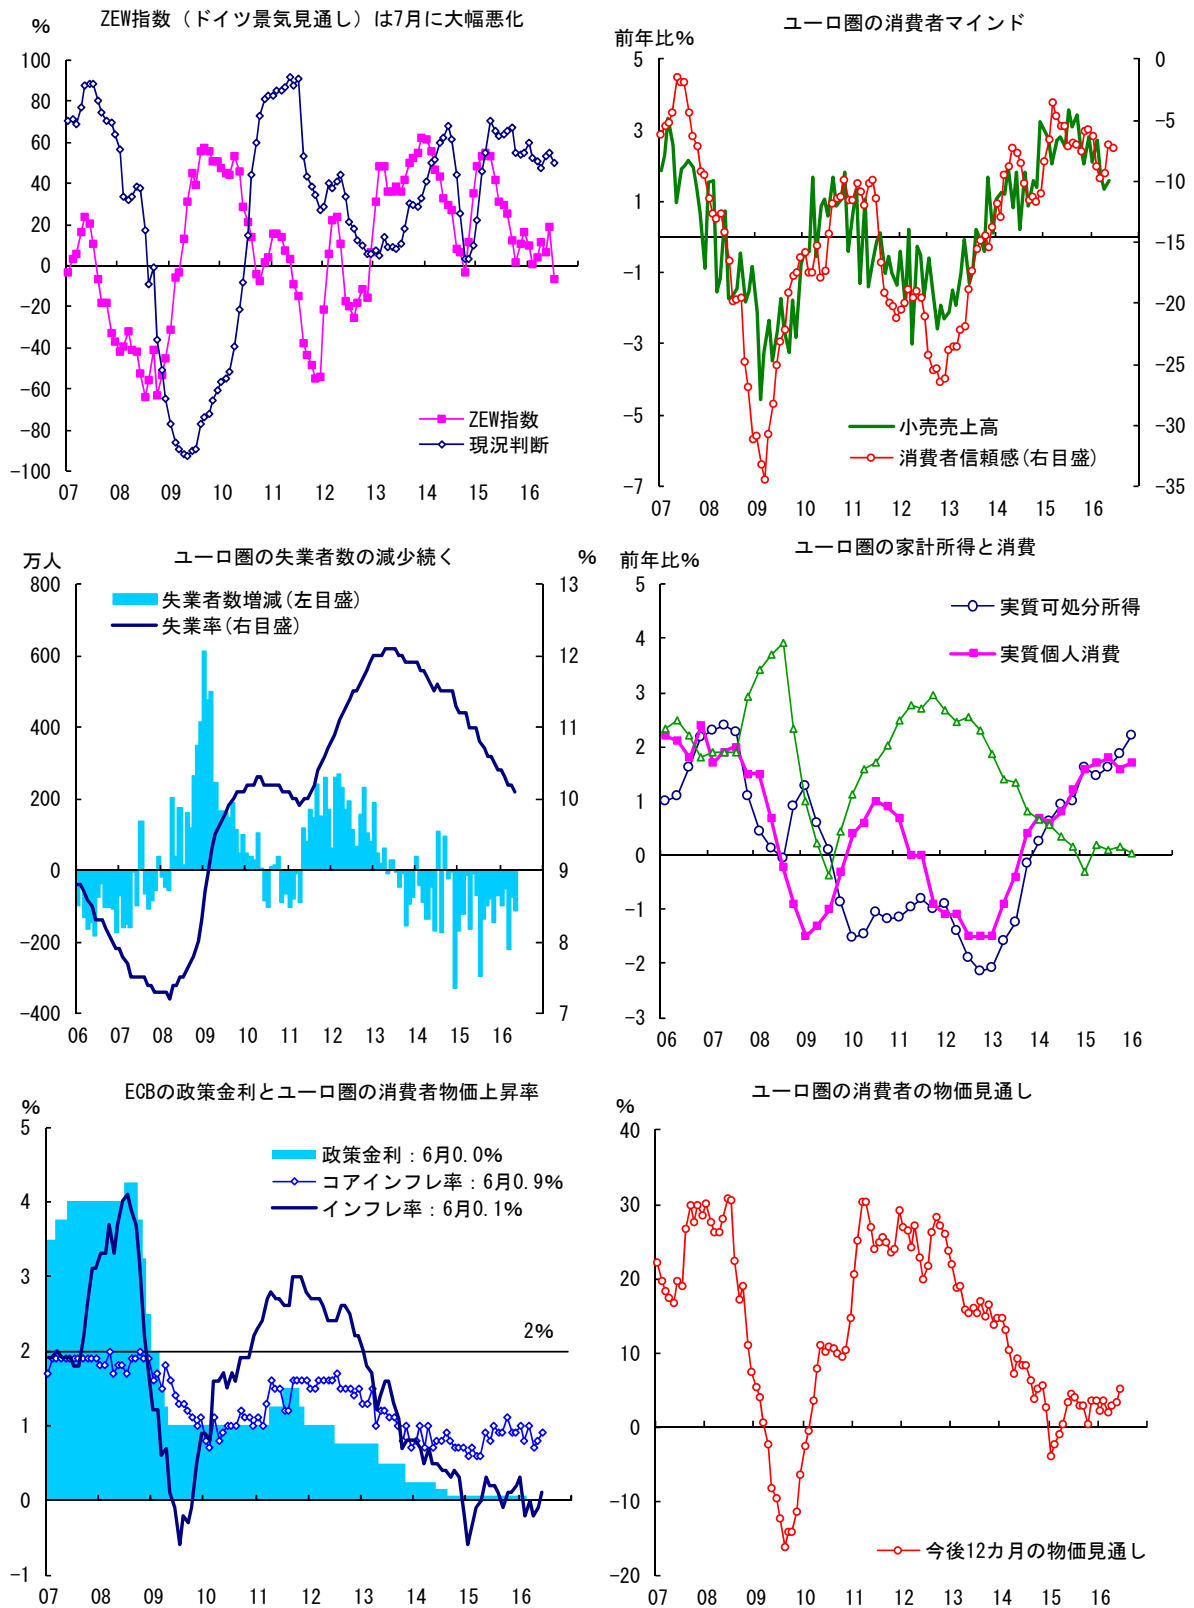 ZEW指数（ドイツ景気見通し）は7月に大幅悪化
%
100
80
60
40
20
0
-20
-40
-60
-80
-100
ZEW指数
現況判断
07 08 09 10 11 12 13 14 15 16
ユーロ圏の消費者マインド
前年比%
5
3
1
-1
-3
-5
-7
0
-5
-10
-15
-20
-25
-30
-35
小売売上高
消費者信頼感(右目盛)
07 08 09 10 11 12 13 14 15 16
ユーロ圏の失業者数の減少続く
万人
%
800
600
400
200
0
-200
-400
13
12
11
10
9
8
7
失業者数増減(左目盛)
失業率(右目盛)
06 07 08 09 10 11 12 13 14 15 16
ユーロ圏の家計所得と消費
前年比%
5
4
3
2
1
0
-1
-2
-3
実質可処分所得
実質個人消費
06 07 08 09 10 11 12 13 14 15 16
ECBの政策金利とユーロ圏の消費者物価上昇率
%
5
4
3
2
1
0
-1
政策金利：6月0.0%
コアインフレ率：6月0.9%
インフレ率：6月0.1%
2%
07 08 09 10 11 12 13 14 15 16
ユーロ圏の消費者の物価見通し
%
40
30
20
10
0
-10
-20
今後12カ月の物価見通し
07 08 09 10 11 12 13 14 15 16